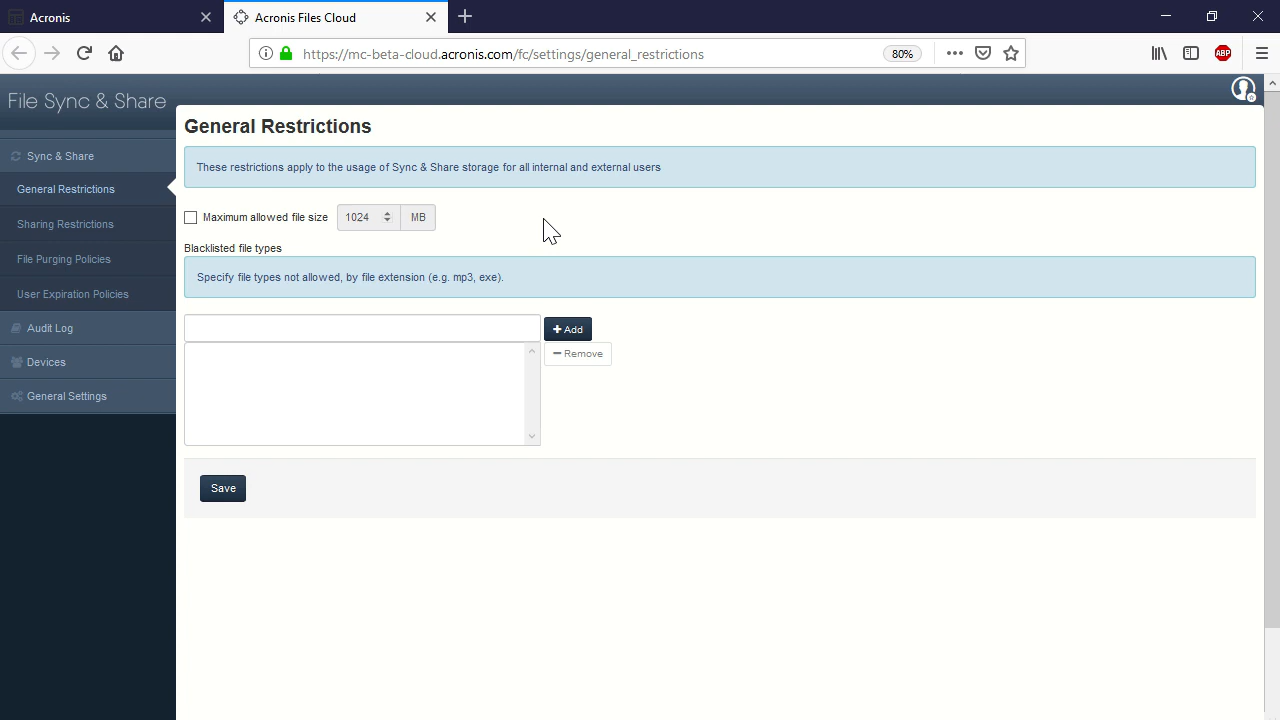 Acronis
Acronis Files Cloud
https://mc-beta-cloud.acronis.com/fc/settings/general_restrictions
80%
ABP
File Sync & Share
Sync & Share
General Restrictions
Sharing Restrictions
File Purging Policies
User Expiration Policies
Audit Log
Devices
General Settings
General Restrictions
These restrictions apply to the usage of Sync & Share storage for all internal and external users
Maximum allowed file size 1024 MB
Blacklisted file types
Specify file types not allowed, by file extension (e.g. mp3, exe).
Add
Remove
Save